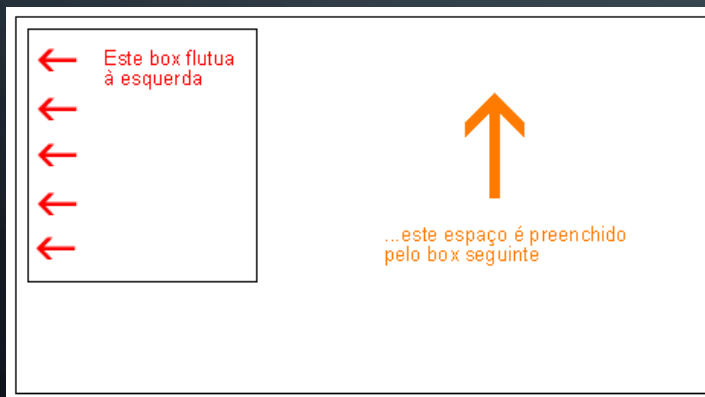 Este box flutua
à esquerda
...este espaço é preenchido
pelo box seguinte